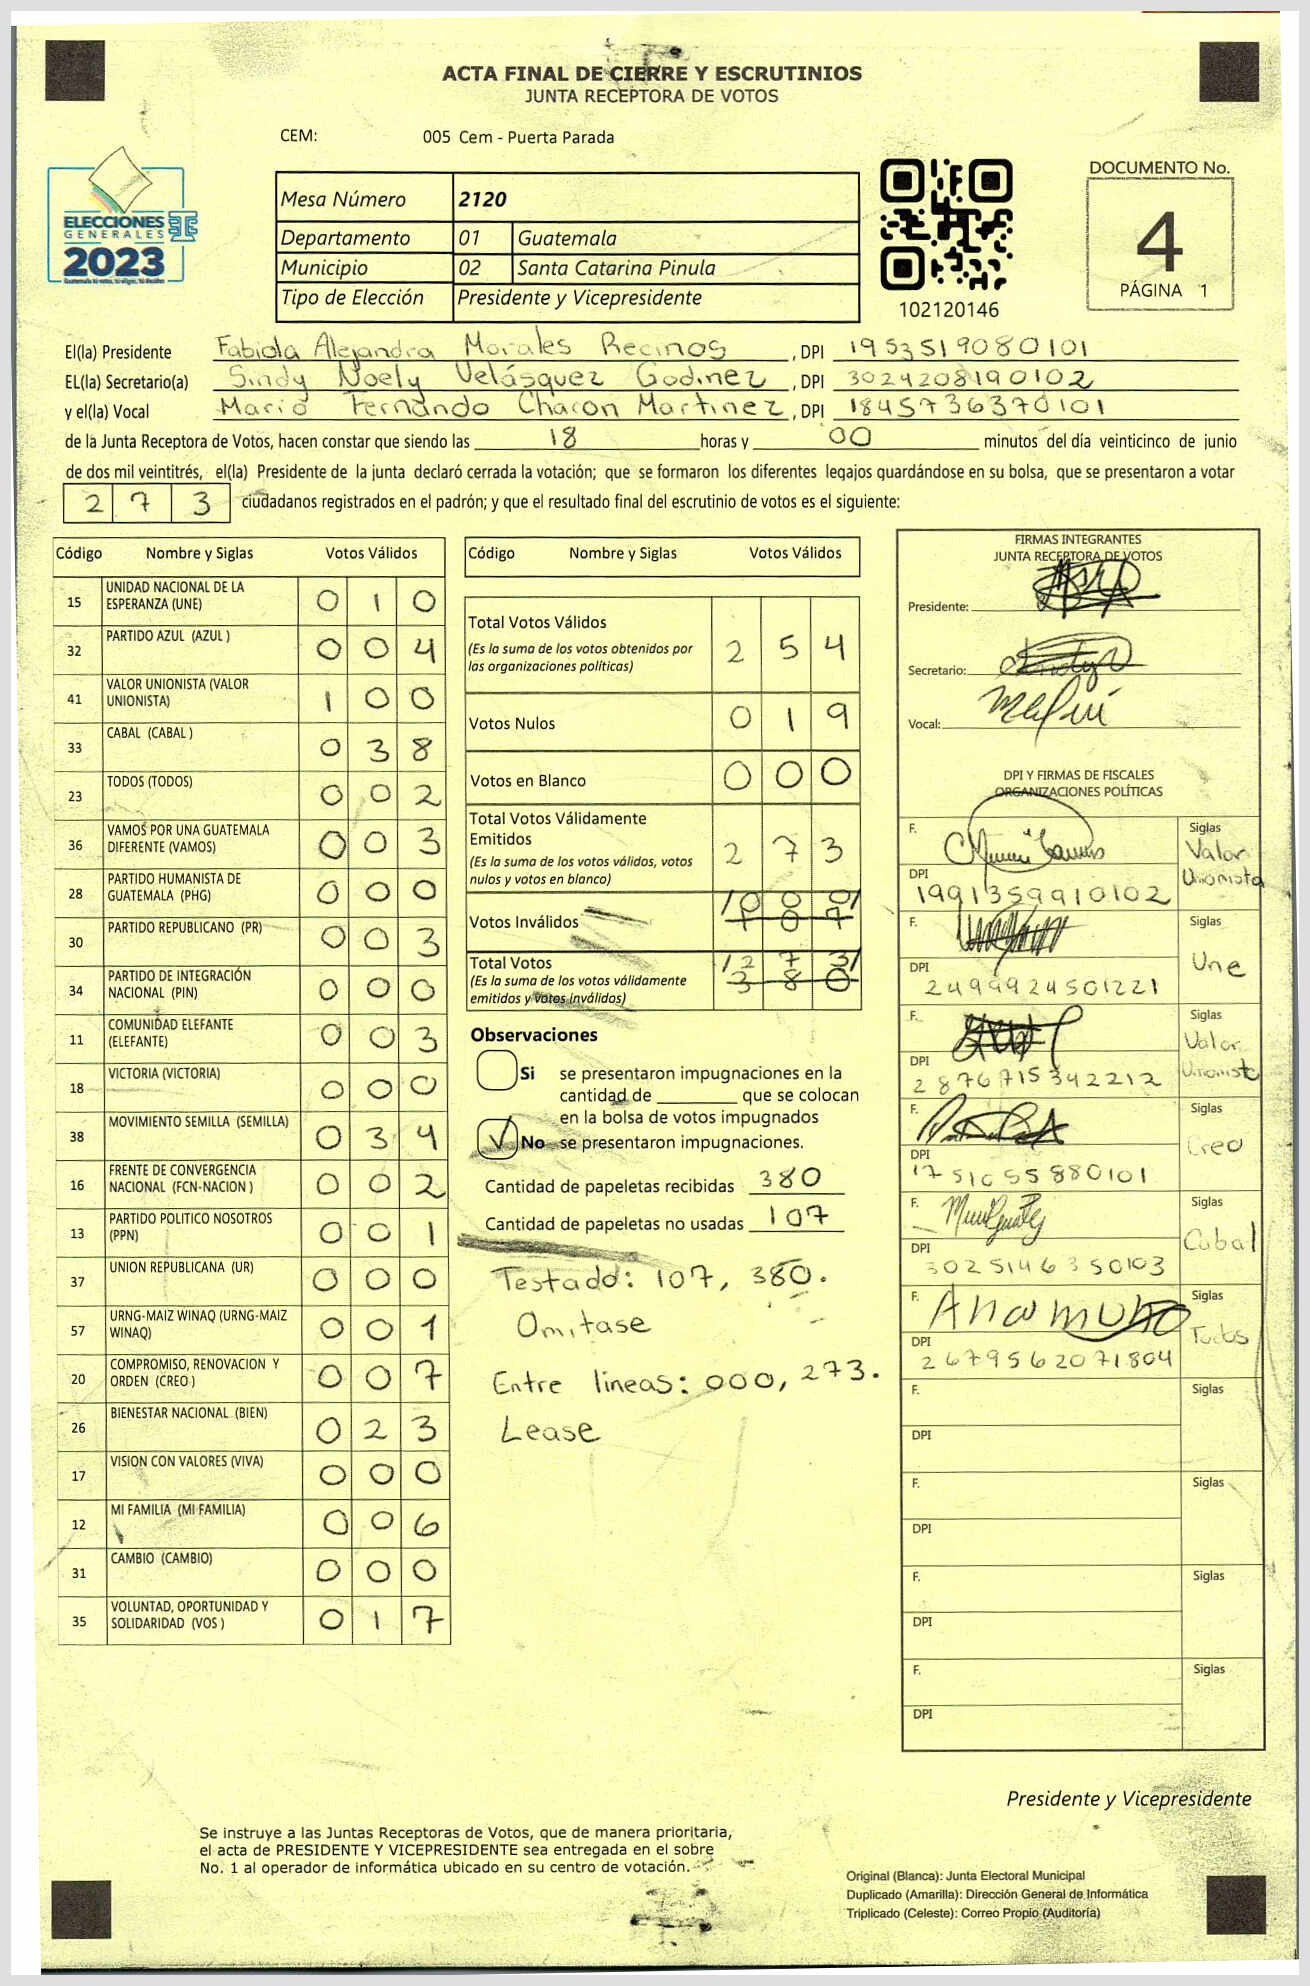 ACTA FINAL DE CIERRE Y ESCRUTINIOS
JUNTA RECEPTORA DE VOTOS
CEM: 005 Cem - Puerta Parada
ELECCIONES
GENERALES
2023
Mesa Número 2120
Departamento 01 Guatemala
Municipio 02 Santa Catarina Pinula
Tipo de Elección Presidente y Vicepresidente
102120146
DOCUMENTO No.
4
PÁGINA 1
El(la) Presidente Fabiola Alejandra Morales Recinos, DPI 1953519080101
EL(la) Secretario(a) Sindy Noely Velásquez Godinez, DPI 3024208190102
y el(la) Vocal Mario Fernando Chacon Martinez, DPI 1845736370101
de la Junta Receptora de Votos, hacen constar que siendo las 18 horas y 00 minutos del día veinticinco de junio
de dos mil veintitrés, el(la) Presidente de la junta declaró cerrada la votación; que se formaron los diferentes legajos guardándose en su bolsa, que se presentaron a votar
273 ciudadanos registrados en el padrón; y que el resultado final del escrutinio de votos es el siguiente:
Código Nombre y Siglas Votos Válidos
15 UNIDAD NACIONAL DE LA ESPERANZA (UNE) 0 1 0
32 PARTIDO AZUL (AZUL ) 0 0 4
41 VALOR UNIONISTA (VALOR UNIONISTA) 1 0 0
33 CABAL (CABAL ) 0 3 8
23 TODOS (TODOS) 0 0 2
36 VAMOS POR UNA GUATEMALA DIFERENTE (VAMOS) 0 0 3
28 PARTIDO HUMANISTA DE GUATEMALA (PHG) 0 0 0
30 PARTIDO REPUBLICANO (PR) 0 0 3
34 PARTIDO DE INTEGRACIÓN NACIONAL (PIN) 0 0 0
11 COMUNIDAD ELEFANTE (ELEFANTE) 0 0 3
18 VICTORIA (VICTORIA) 0 0 0
38 MOVIMIENTO SEMILLA (SEMILLA) 0 3 4
16 FRENTE DE CONVERGENCIA NACIONAL (FCN-NACION ) 0 0 2
13 PARTIDO POLITICO NOSOTROS (PPN) 0 0 1
37 UNION REPUBLICANA (UR) 0 0 0
57 URNG-MAIZ WINAQ (URNG-MAIZ WINAQ) 0 0 1
20 COMPROMISO, RENOVACION Y ORDEN (CREO ) 0 0 7
26 BIENESTAR NACIONAL (BIEN) 0 2 3
17 VISION CON VALORES (VIVA) 0 0 0
12 MI FAMILIA (MI FAMILIA) 0 0 6
31 CAMBIO (CAMBIO) 0 0 0
35 VOLUNTAD, OPORTUNIDAD Y SOLIDARIDAD (VOS ) 0 1 7
Código Nombre y Siglas Votos Válidos
Total Votos Válidos 2 5 4
(Es la suma de los votos obtenidos por
las organizaciones políticas)
Votos Nulos 0 1 9
Votos en Blanco 0 0 0
Total Votos Válidamente
Emitidos 2 7 3
(Es la suma de los votos válidos, votos
nulos y votos en blanco)
/0 0 0/
Votos Inválidos 1 0 7
Total Votos /2 7 3/
(Es la suma de los votos válidamente 3 8 0
emitidos y votos inválidos)
Observaciones
Si se presentaron impugnaciones en la
cantidad de ________ que se colocan
en la bolsa de votos impugnados
No se presentaron impugnaciones.
Cantidad de papeletas recibidas 380
Cantidad de papeletas no usadas 107
Testado: 107, 380.
Omitase
Entre lineas: 000, 273.
Lease
FIRMAS INTEGRANTES
JUNTA RECEPTORA DE VOTOS
Presidente:
Secretario:
Vocal:
DPI Y FIRMAS DE FISCALES
ORGANIZACIONES POLÍTICAS
F. Siglas Valor Unionista
DPI 1991359910102
F. Siglas Une
DPI 2499924501221
F. Siglas Valor Unionista
DPI 2876715342212
F. Siglas Creo
DPI 1751055880101
F. Siglas Cabal
DPI 3025146350103
F. Siglas Todos
DPI 2679562071804
F. Siglas
DPI
F. Siglas
DPI
F. Siglas
DPI
F. Siglas
DPI
Presidente y Vicepresidente
Se instruye a las Juntas Receptoras de Votos, que de manera prioritaria,
el acta de PRESIDENTE Y VICEPRESIDENTE sea entregada en el sobre
No. 1 al operador de informática ubicado en su centro de votación.
Original (Blanca): Junta Electoral Municipal
Duplicado (Amarilla): Dirección General de Informática
Triplicado (Celeste): Correo Propio (Auditoría)